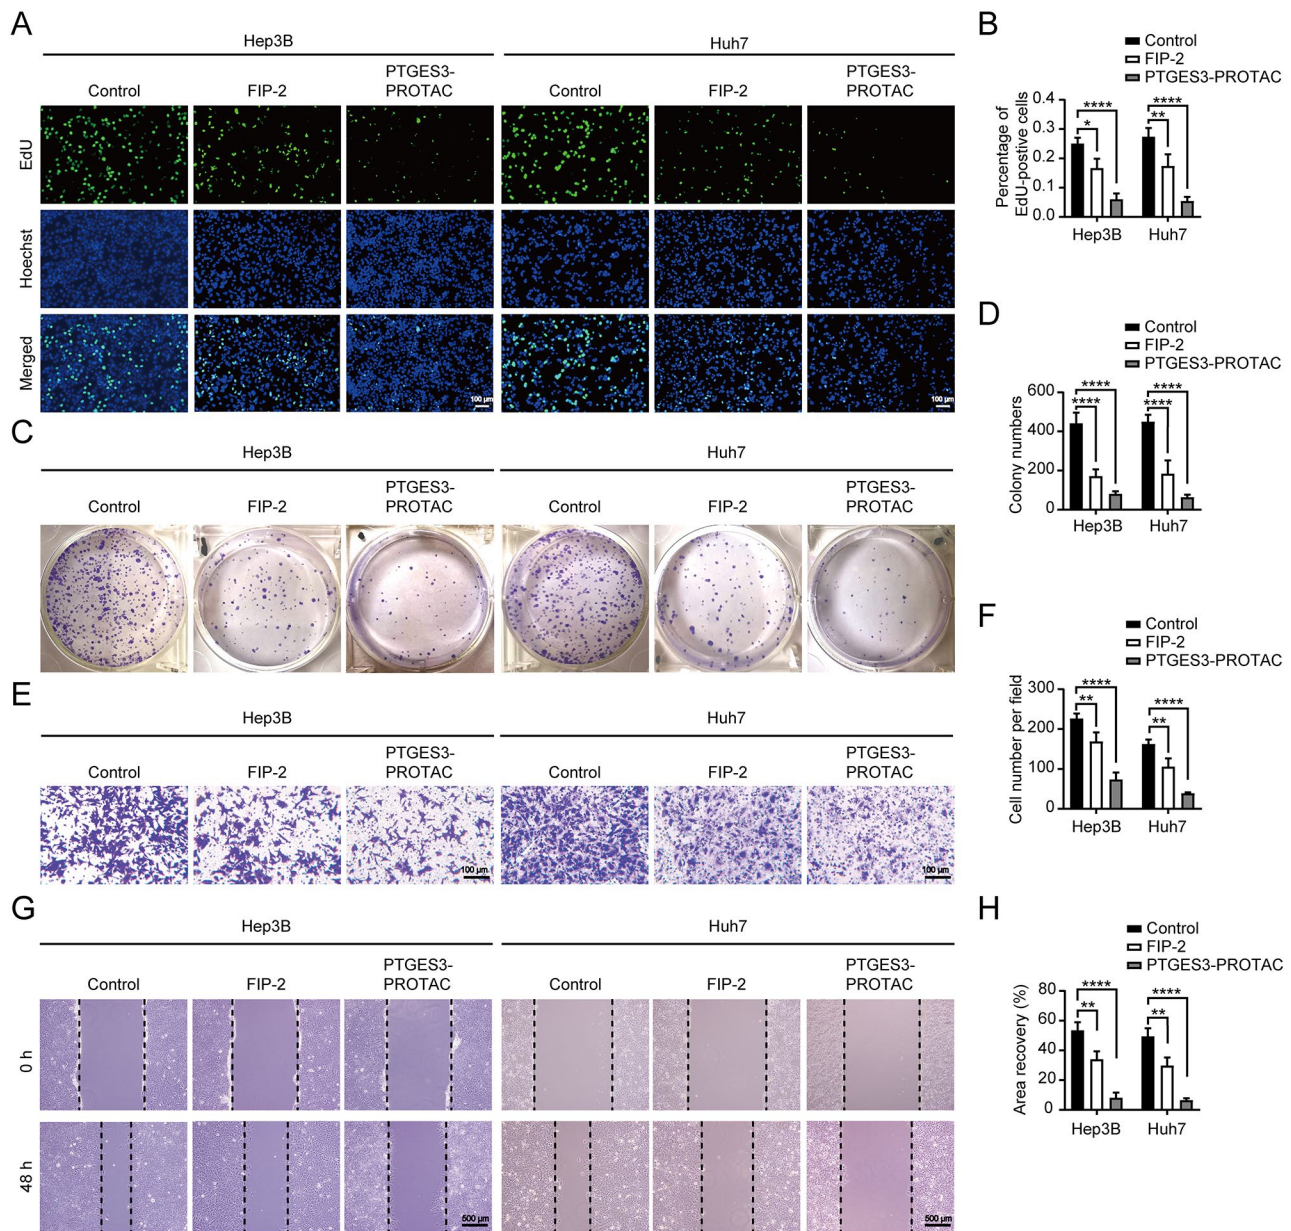 A
Hep3B
Huh7
Control
FIP-2
PTGES3-
PROTAC
Control
FIP-2
PTGES3-
PROTAC
EdU
Hoechst
Merged
100 µm
100 µm
B
Control
FIP-2
PTGES3-PROTAC
Percentage of
EdU-postive cells
0.4
0.3
0.2
0.1
0.0
****
*
****
**
Hep3B
Huh7
C
Hep3B
Huh7
Control
FIP-2
PTGES3-
PROTAC
Control
FIP-2
PTGES3-
PROTAC
D
Control
FIP-2
PTGES3-PROTAC
Colony numbers
600
400
200
0
****
****
****
****
Hep3B
Huh7
E
Hep3B
Huh7
Control
FIP-2
PTGES3-
PROTAC
Control
FIP-2
PTGES3-
PROTAC
100 µm
100 µm
F
Control
FIP-2
PTGES3-PROTAC
Cell number per field
300
200
100
0
****
**
****
**
Hep3B
Huh7
G
Hep3B
Huh7
Control
FIP-2
PTGES3-
PROTAC
Control
FIP-2
PTGES3-
PROTAC
0 h
48 h
500 µm
500 µm
H
Control
FIP-2
PTGES3-PROTAC
Area recovery (%)
80
60
40
20
0
****
**
****
**
Hep3B
Huh7